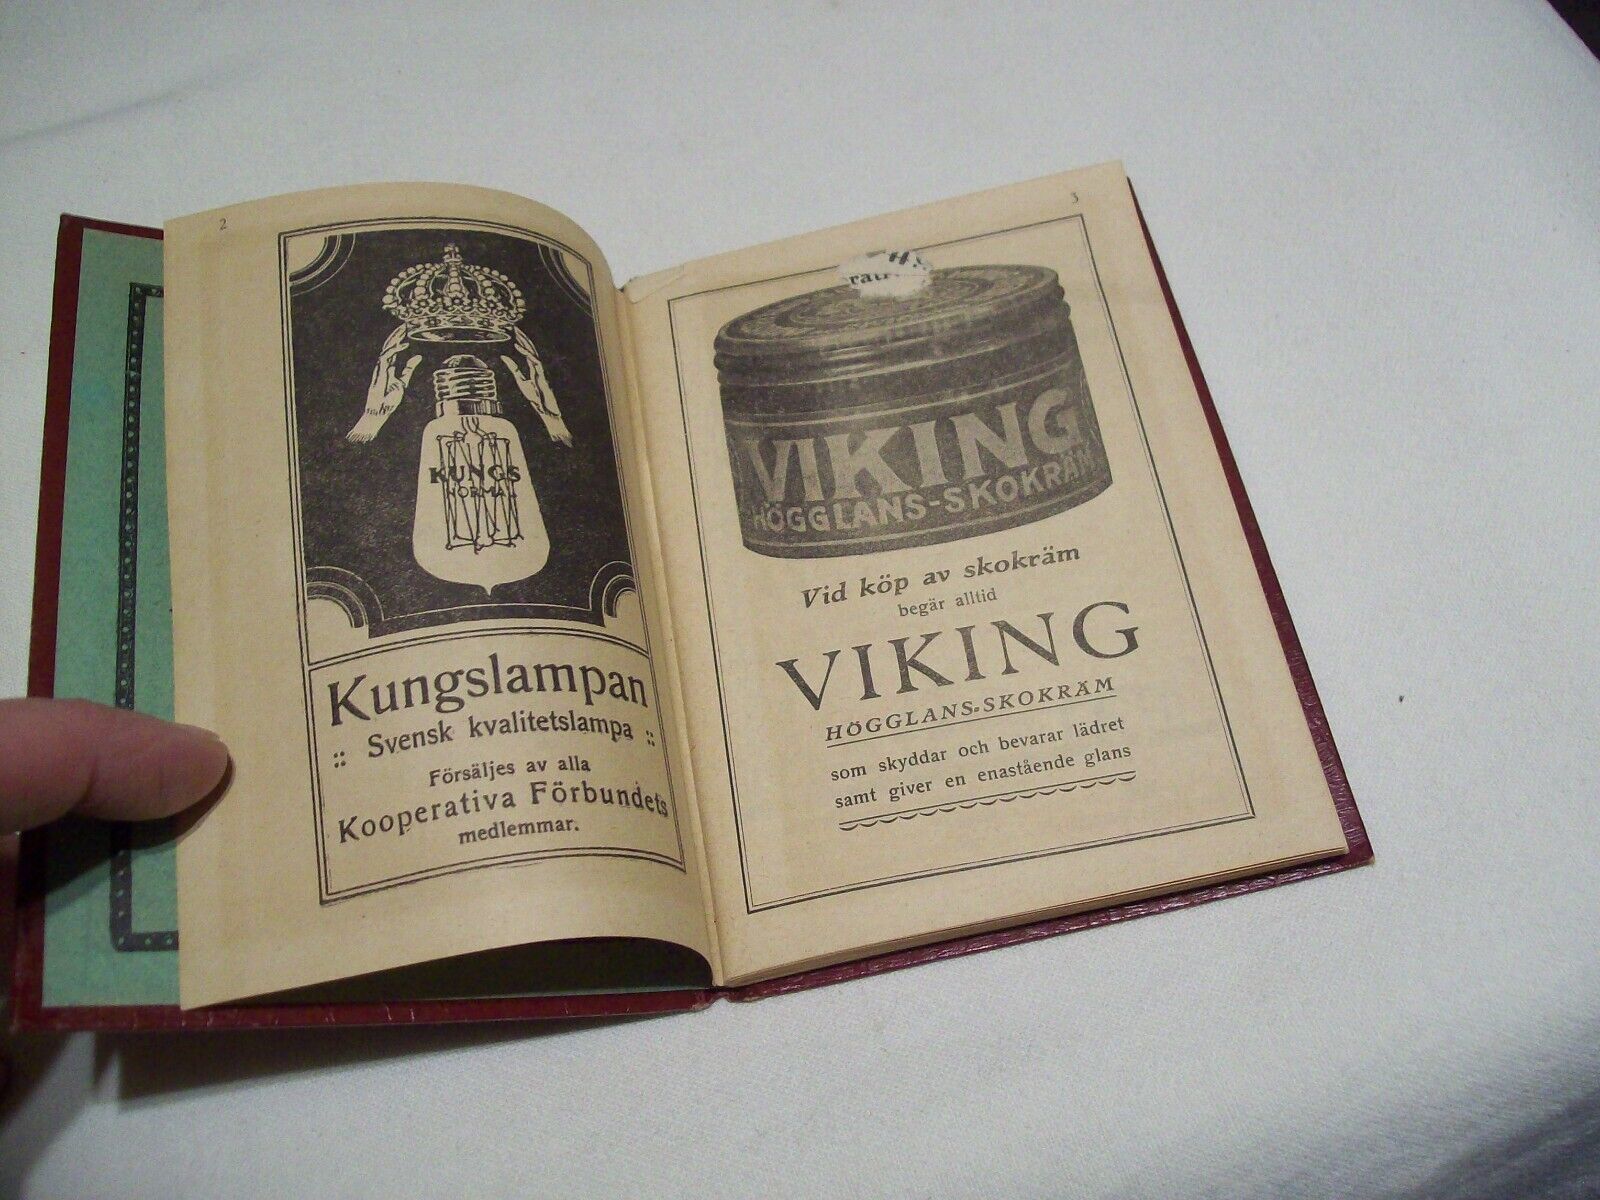 2
KUNGS
NORMAL
Kungslampan
:: Svensk kvalitetslampa ::
Försäljes av alla
Kooperativa Förbundets
medlemmar.
3
VIKING
HÖGGLANS-SKOKRÄM
Vid köp av skokräm
begär alltid
VIKING
HÖGGLANS-SKOKRÄM
som skyddar och bevarar lädret
samt giver en enastående glans